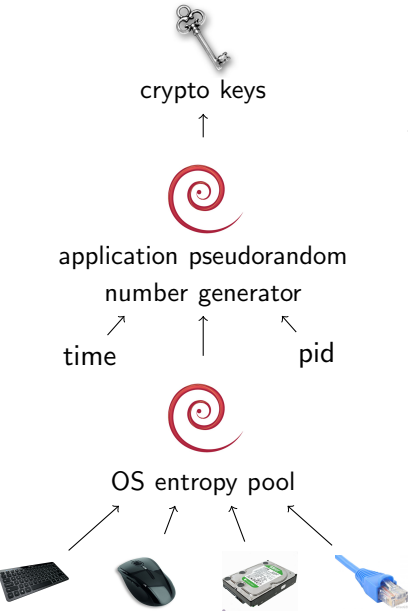 crypto keys
application pseudorandom
number generator
time
pid
OS entropy pool